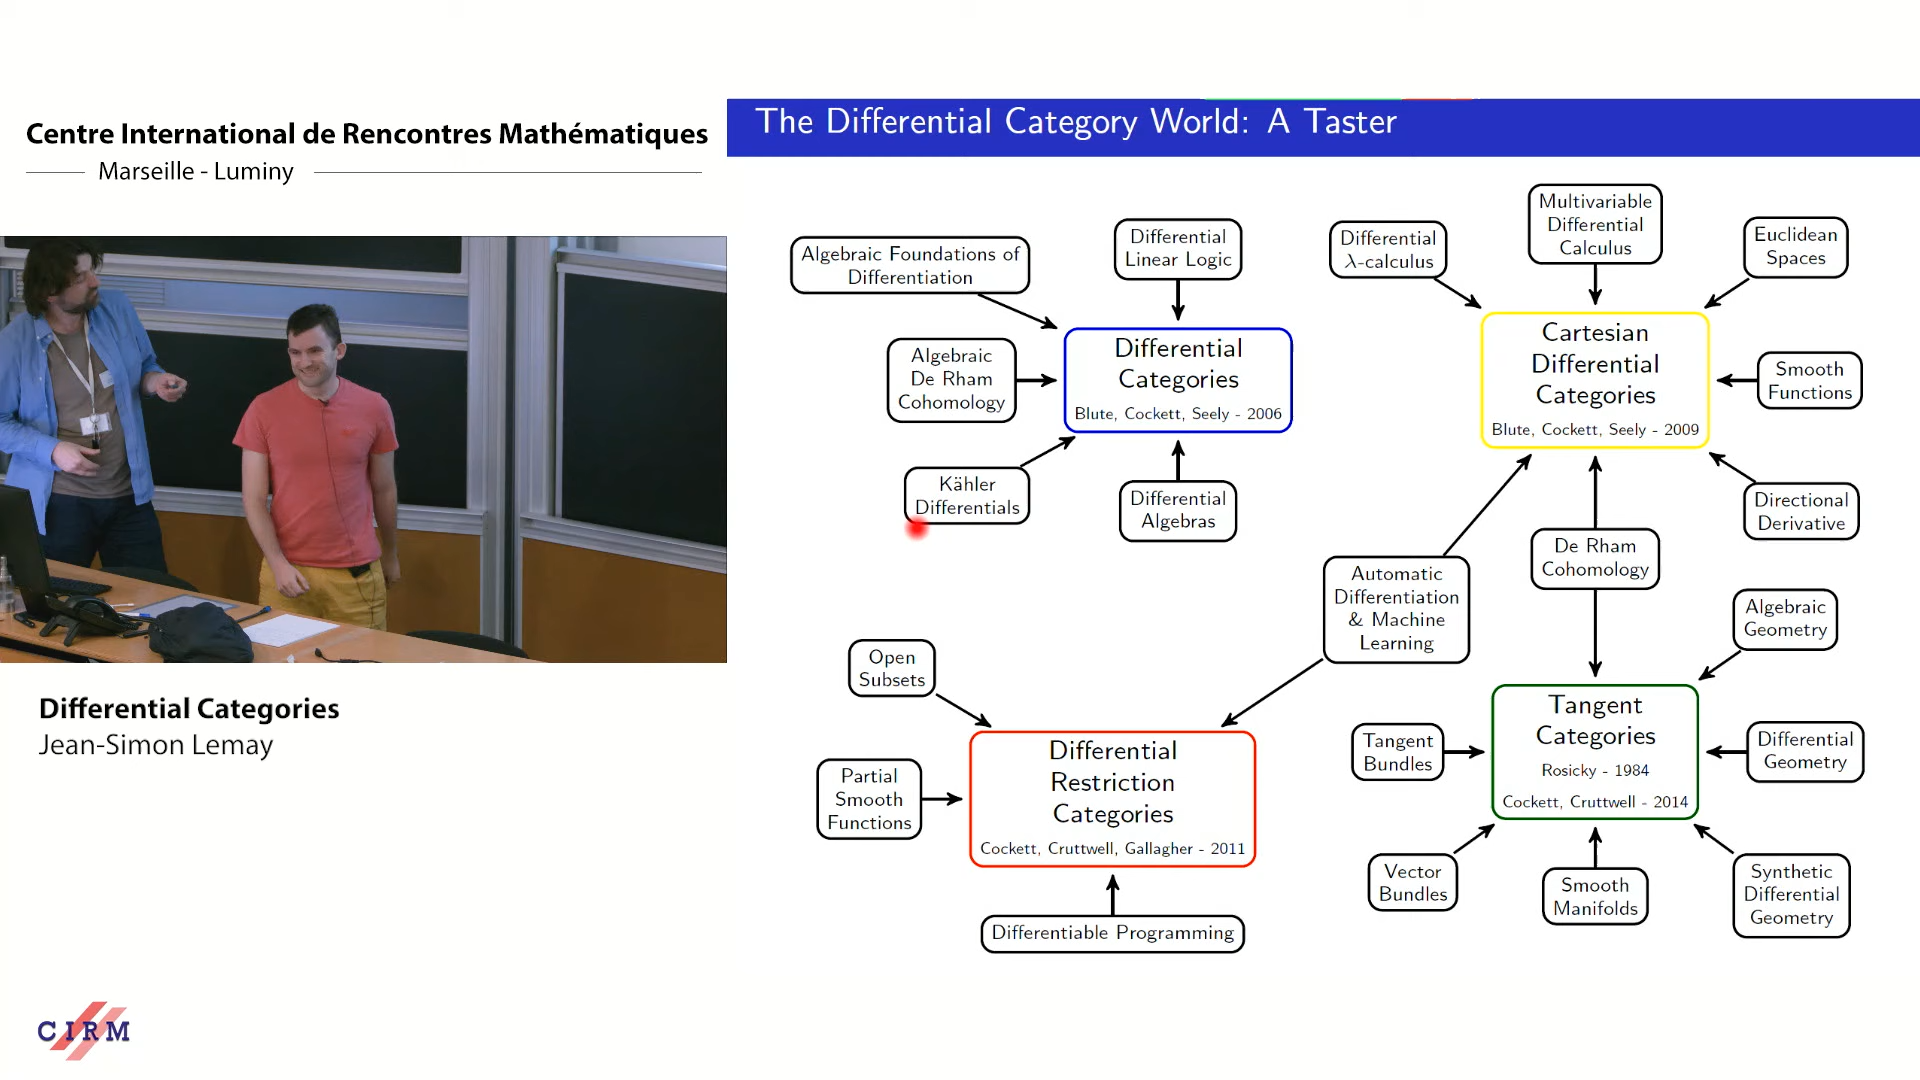 Centre International de Rencontres Mathématiques
Marseille - Luminy
Differential Categories
Jean-Simon Lemay
CIRM
The Differential Category World: A Taster
Algebraic Foundations of
Differentiation
Differential
Linear Logic
Algebraic
De Rham
Cohomology
Differential
Categories
Blute, Cockett, Seely - 2006
Kähler
Differentials
Differential
Algebras
Differential
λ-calculus
Multivariable
Differential
Calculus
Euclidean
Spaces
Cartesian
Differential
Categories
Blute, Cockett, Seely - 2009
Smooth
Functions
Directional
Derivative
De Rham
Cohomology
Automatic
Differentiation
& Machine
Learning
Open
Subsets
Partial
Smooth
Functions
Differential
Restriction
Categories
Cockett, Cruttwell, Gallagher - 2011
Differentiable Programming
Algebraic
Geometry
Tangent
Bundles
Tangent
Categories
Rosicky - 1984
Cockett, Cruttwell - 2014
Differential
Geometry
Vector
Bundles
Smooth
Manifolds
Synthetic
Differential
Geometry